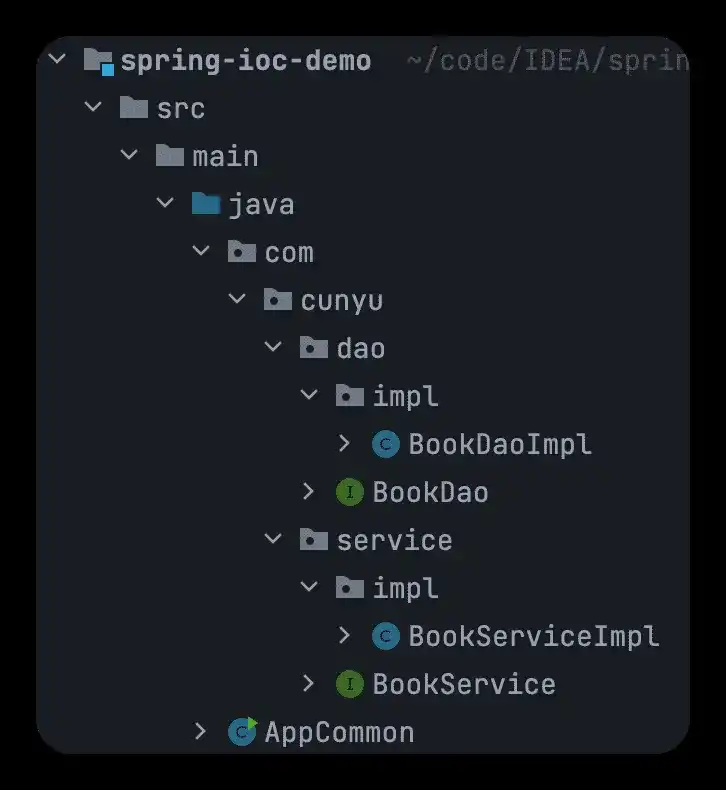 spring-ioc-demo ~/code/IDEA/sprin
src
main
java
com
cunyu
dao
impl
C BookDaoImpl
I BookDao
service
impl
C BookServiceImpl
I BookService
C AppCommon